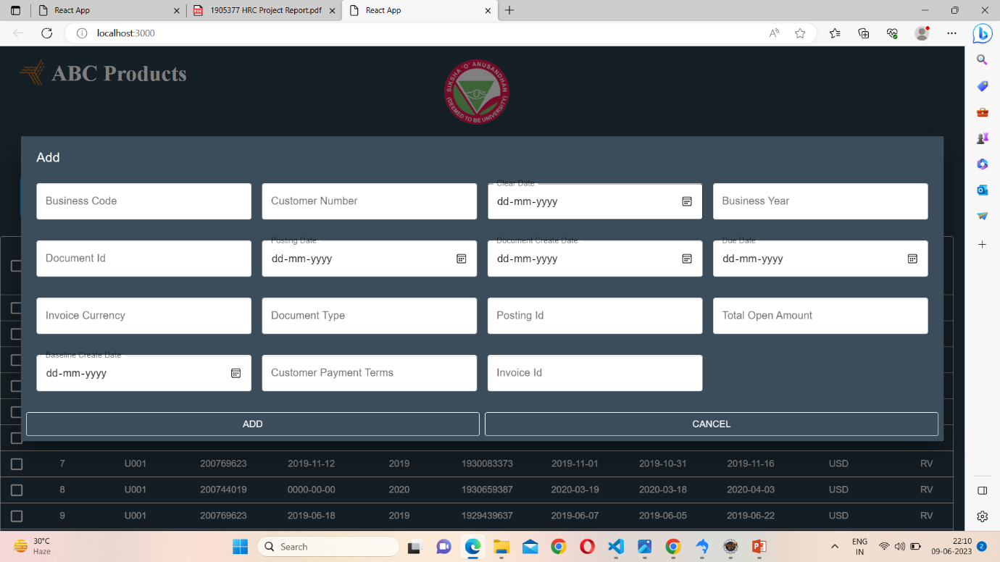 React App
1905377 HRC Project Report.pdf
React App
localhost:3000
ABC Products
SIKSHA 'O' ANUSANDHAN
(DEEMED TO BE UNIVERSITY)
Add
Business Code
Customer Number
Clear Date
dd-mm-yyyy
Business Year
Document Id
Posting Date
dd-mm-yyyy
Document Create Date
dd-mm-yyyy
Due Date
dd-mm-yyyy
Invoice Currency
Document Type
Posting Id
Total Open Amount
Baseline Create Date
dd-mm-yyyy
Customer Payment Terms
Invoice Id
ADD
CANCEL
7 U001 200769623 2019-11-12 2019 1930083373 2019-11-01 2019-10-31 2019-11-16 USD RV
8 U001 200744019 0000-00-00 2020 1930659387 2020-03-19 2020-03-18 2020-04-03 USD RV
9 U001 200769623 2019-06-18 2019 1929439637 2019-06-07 2019-06-05 2019-06-22 USD RV
30°C
Haze
Search
ENG
IN
22:10
09-06-2023
2